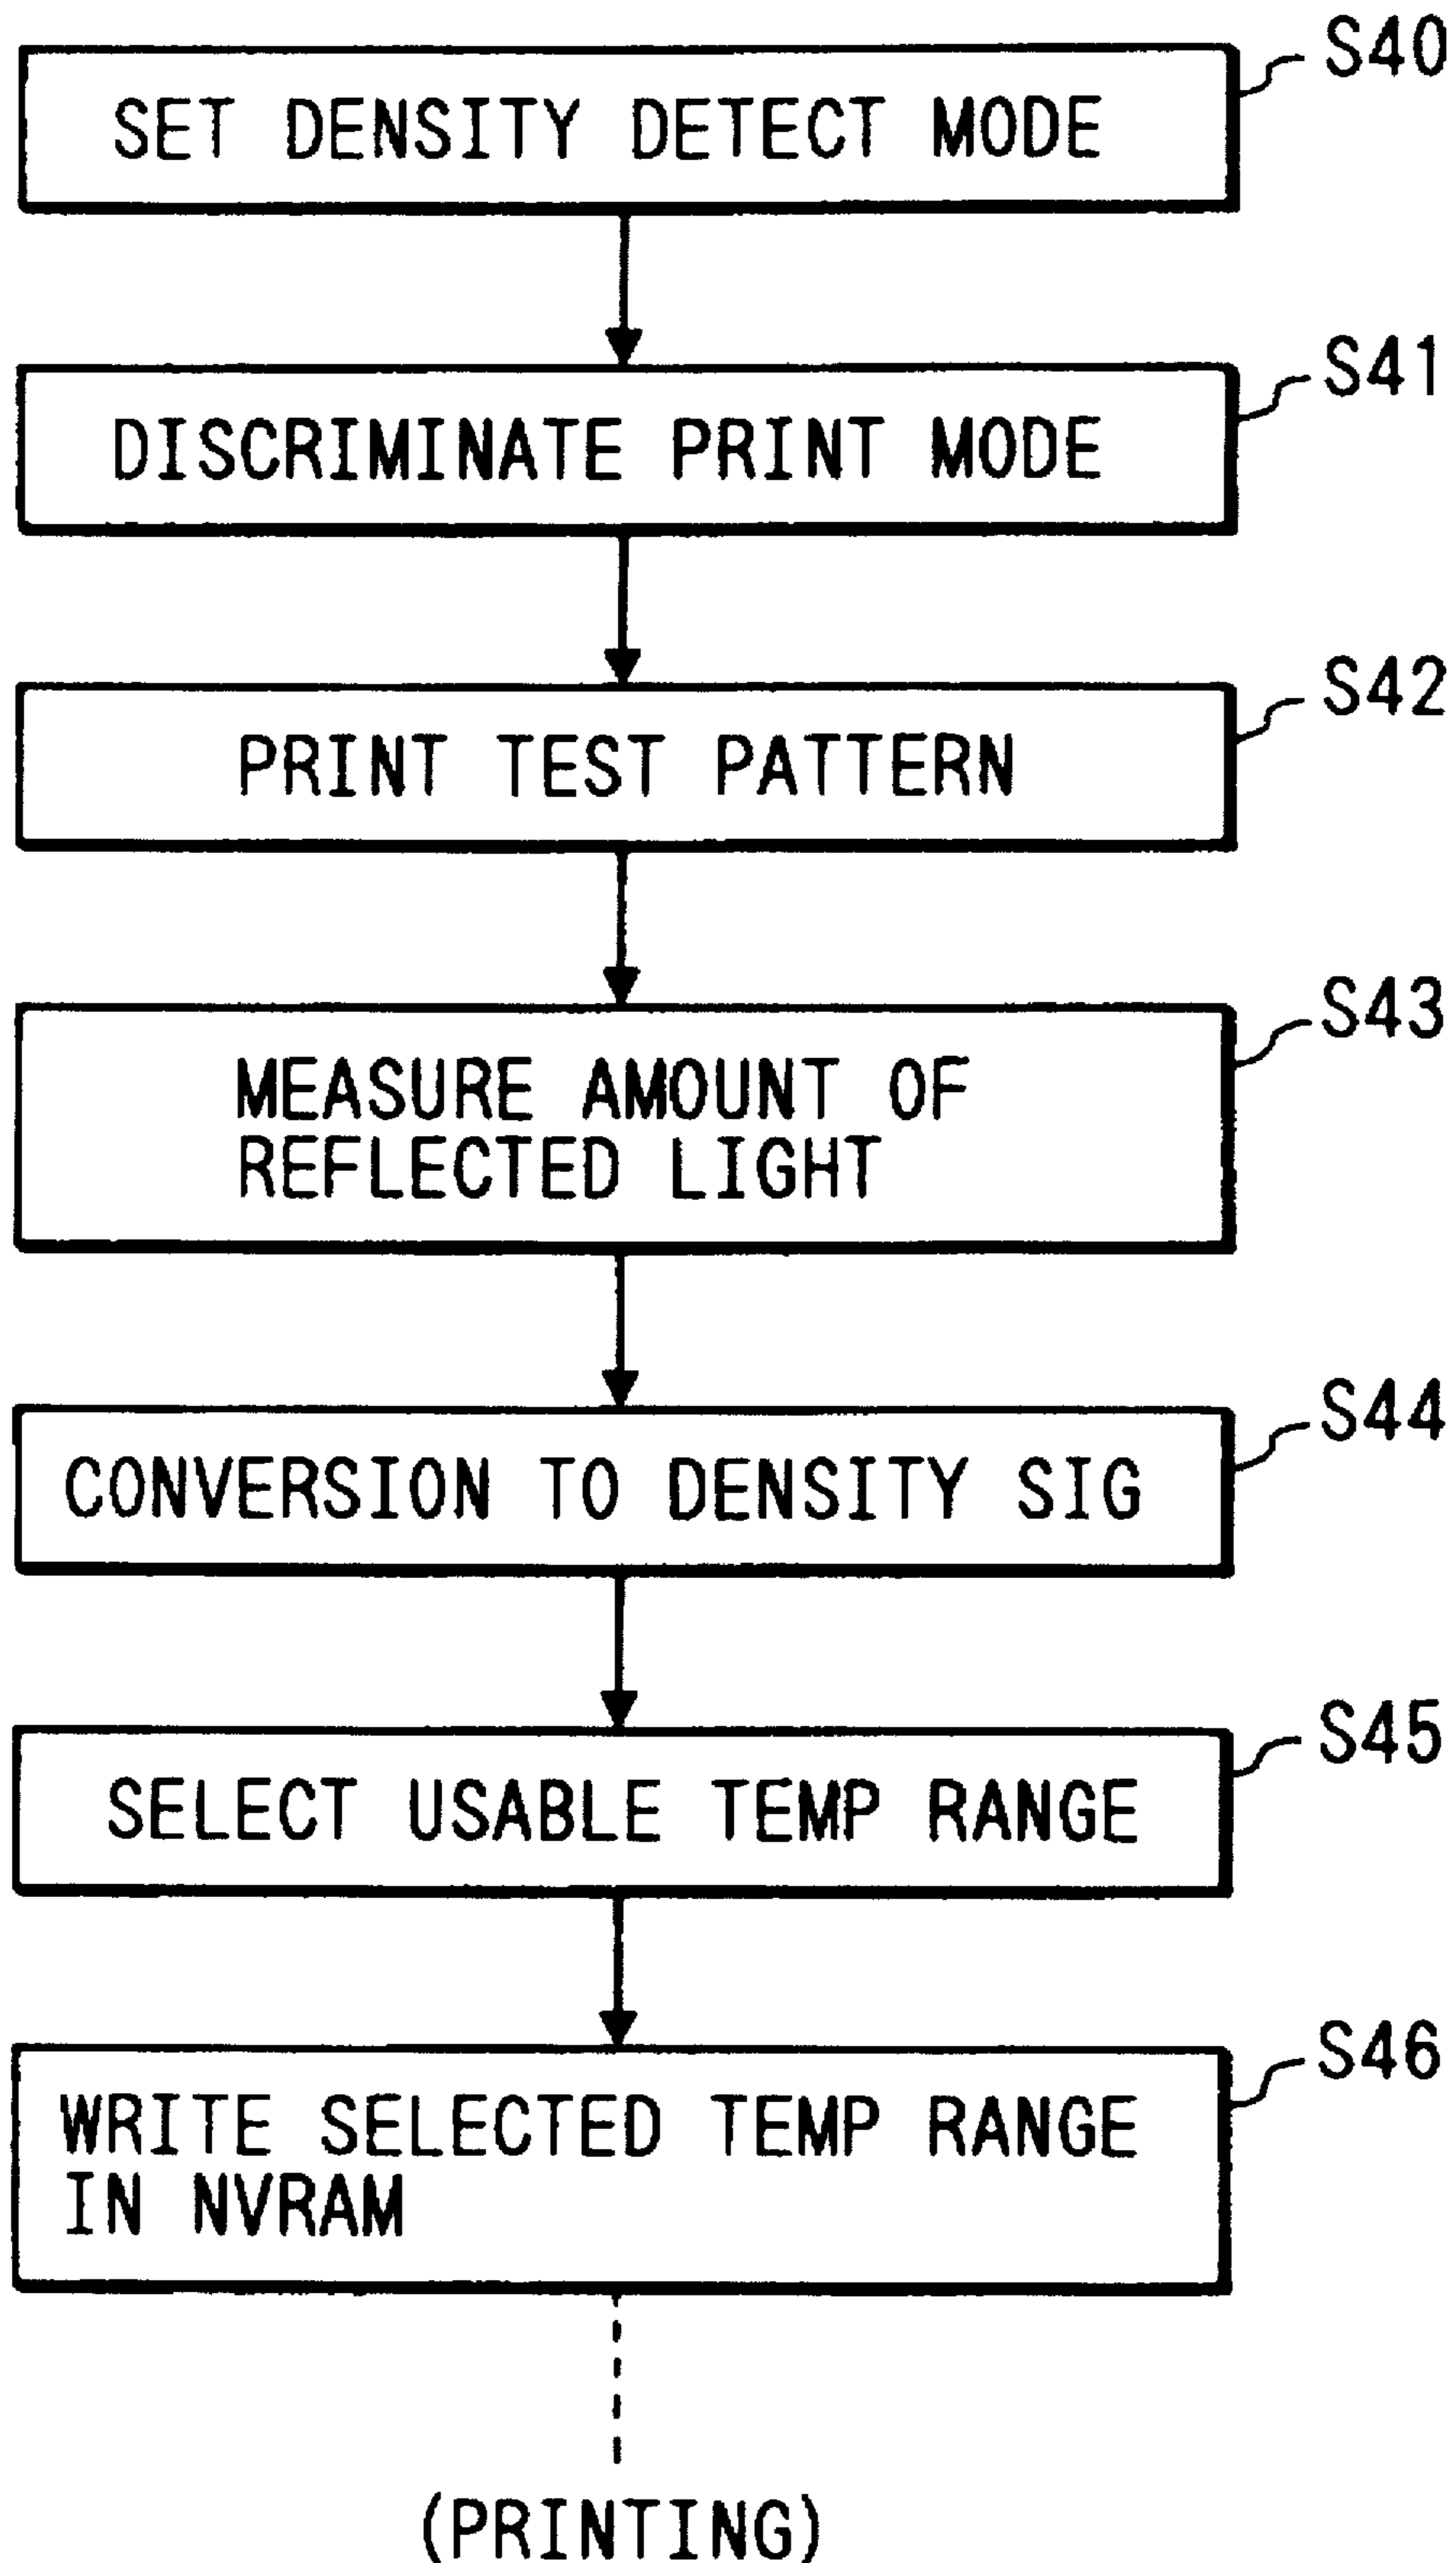 S40
SET DENSITY DETECT MODE
S41
DISCRIMINATE PRINT MODE
S42
PRINT TEST PATTERN
S43
MEASURE AMOUNT OF
REFLECTED LIGHT
S44
CONVERSION TO DENSITY SIG
S45
SELECT USABLE TEMP RANGE
S46
WRITE SELECTED TEMP RANGE
IN NVRAM
(PRINTING)